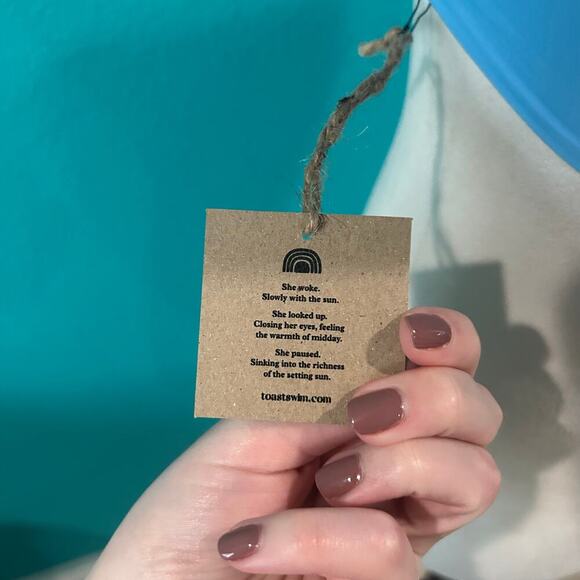 She woke.
Slowly with the sun.
She looked up.
Closing her eyes, feeling
the warmth of midday.
She paused.
Sinking into the richness
of the setting sun.
toastswim.com